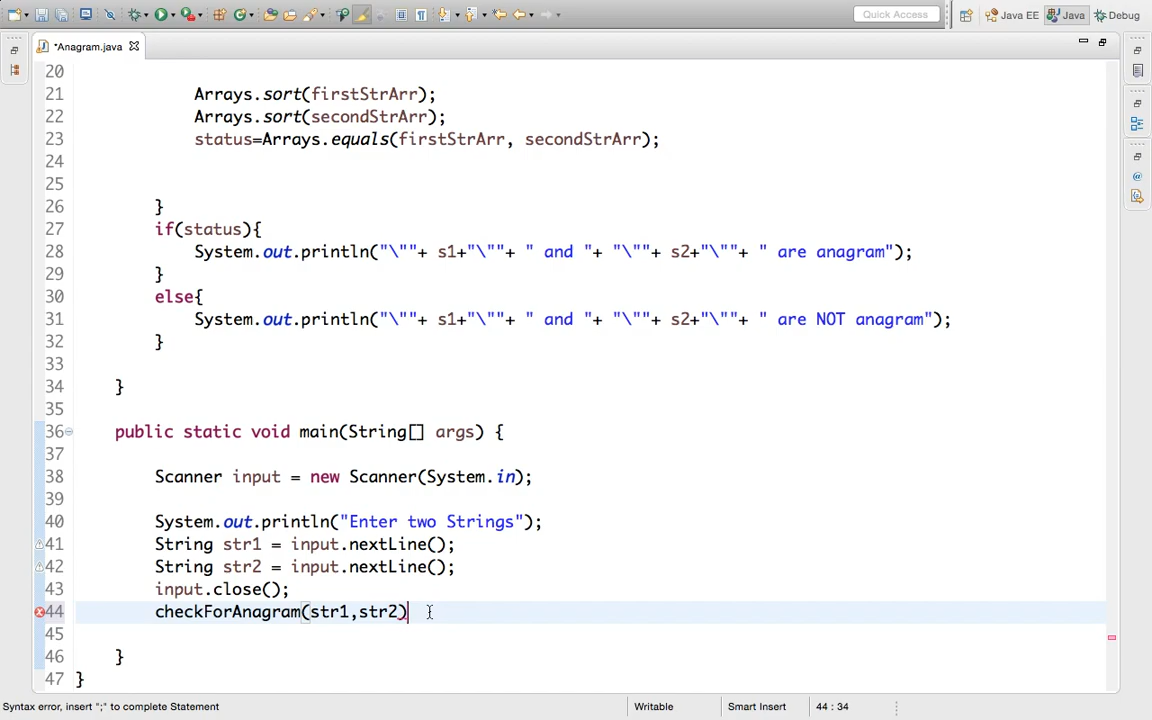 Quick Access
Java EE
Java
Debug
*Anagram.java
20
21 Arrays.sort(firstStrArr);
22 Arrays.sort(secondStrArr);
23 status=Arrays.equals(firstStrArr, secondStrArr);
24
25
26 }
27 if(status){
28 System.out.println("\""+ s1+"\""+ " and "+ "\""+ s2+"\""+ " are anagram");
29 }
30 else{
31 System.out.println("\""+ s1+"\""+ " and "+ "\""+ s2+"\""+ " are NOT anagram");
32 }
33
34 }
35
36 public static void main(String[] args) {
37
38 Scanner input = new Scanner(System.in);
39
40 System.out.println("Enter two Strings");
41 String str1 = input.nextLine();
42 String str2 = input.nextLine();
43 input.close();
44 checkForAnagram(str1,str2)
45
46 }
47 }
Syntax error, insert ";" to complete Statement
Writable
Smart Insert
44 : 34